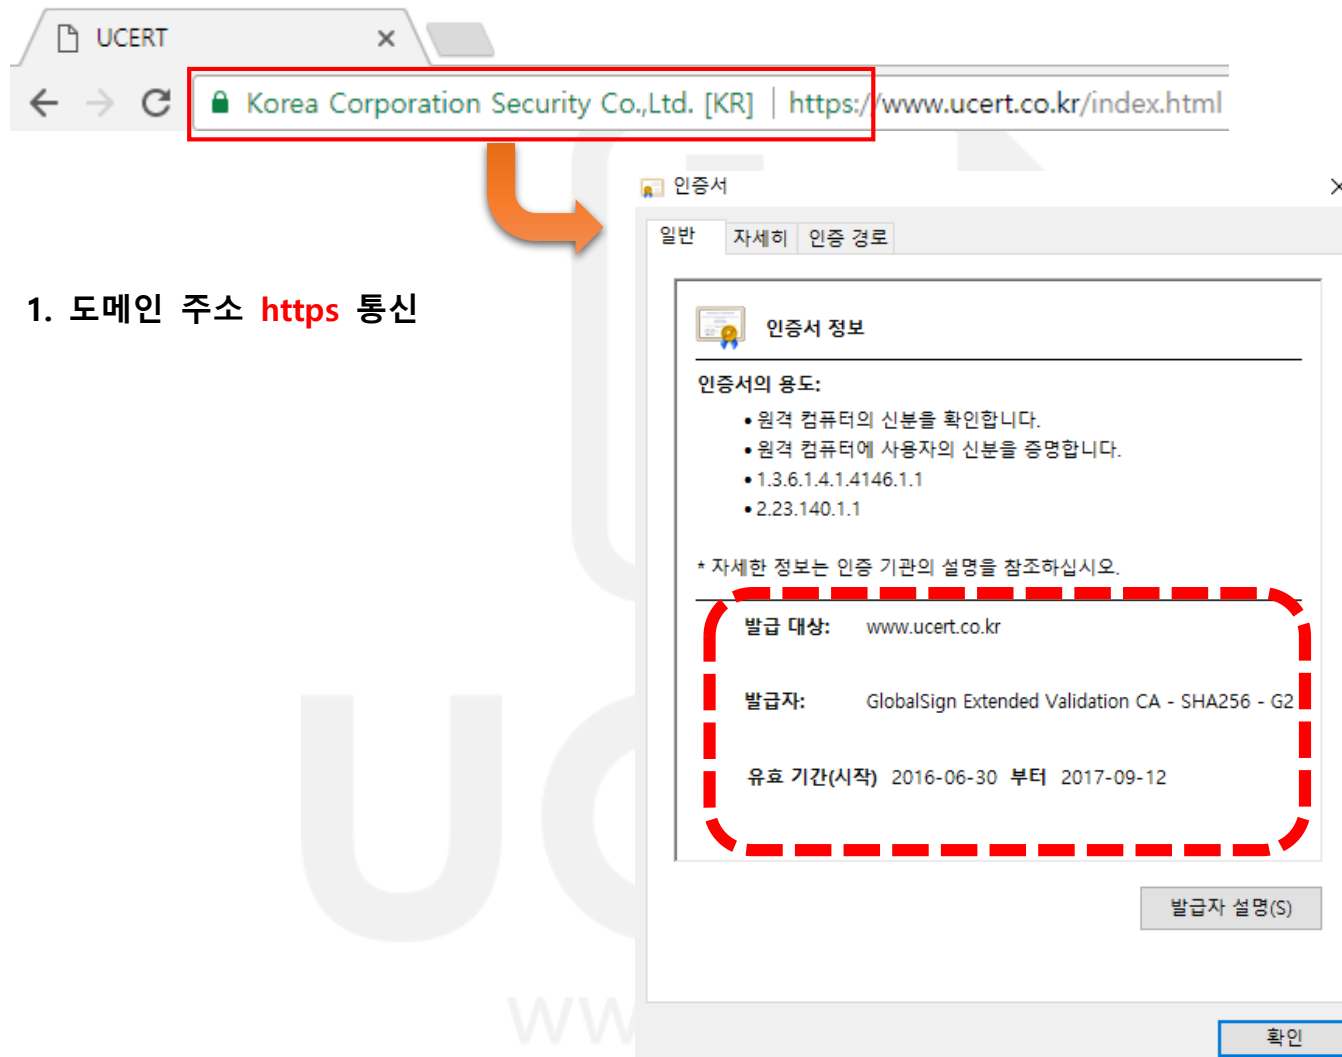 UCERT
Korea Corporation Security Co.,Ltd. [KR] | https://www.ucert.co.kr/index.html
인증서
일반 자세히 인증 경로
1. 도메인 주소 https 통신
인증서 정보
인증서의 용도:
• 원격 컴퓨터의 신분을 확인합니다.
• 원격 컴퓨터에 사용자의 신분을 증명합니다.
• 1.3.6.1.4.1.4146.1.1
• 2.23.140.1.1
* 자세한 정보는 인증 기관의 설명을 참조하십시오.
발급 대상: www.ucert.co.kr
발급자: GlobalSign Extended Validation CA - SHA256 - G2
유효 기간(시작) 2016-06-30 부터 2017-09-12
발급자 설명(S)
확인